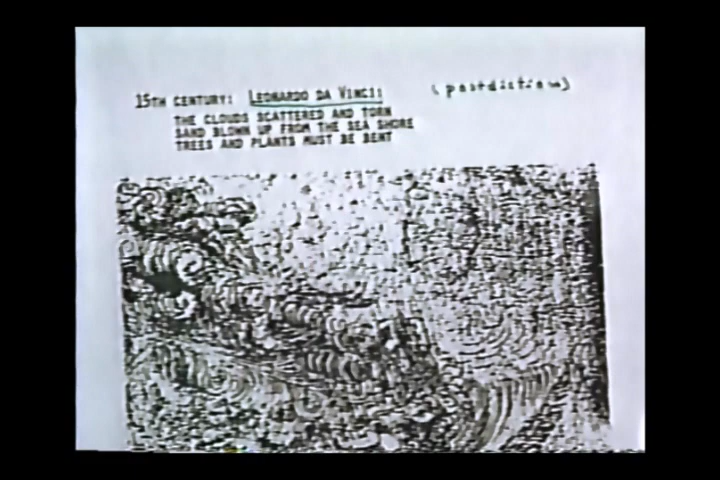 15TH CENTURY: LEONARDO DA VINCI: (postdiction)
THE CLOUDS SCATTERED AND TORN
SAND BLOWN UP FROM THE SEA SHORE
TREES AND PLANTS MUST BE BENT